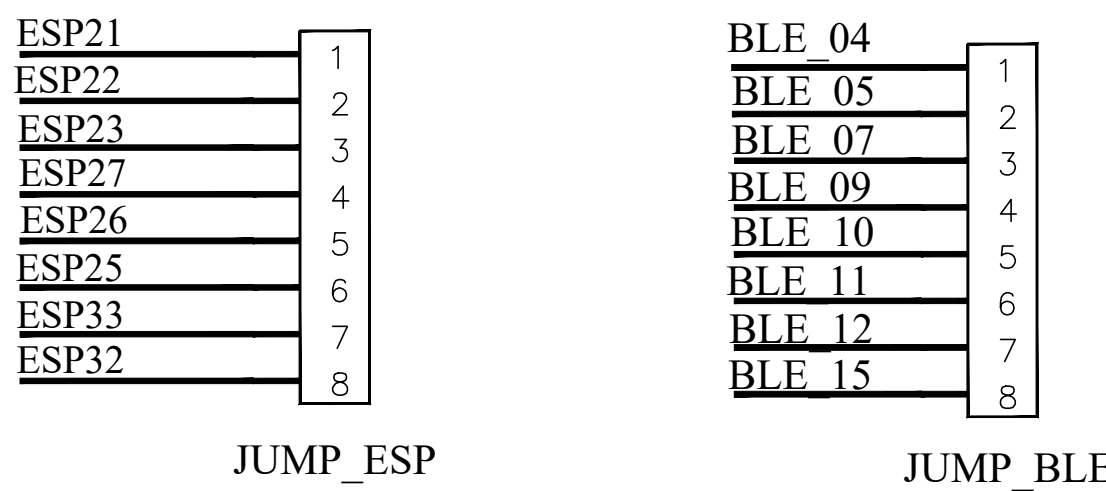 ESP21
1
ESP22
2
ESP23
3
ESP27
4
ESP26
5
ESP25
6
ESP33
7
ESP32
8
JUMP_ESP
BLE_04
1
BLE_05
2
BLE_07
3
BLE_09
4
BLE_10
5
BLE_11
6
BLE_12
7
BLE_15
8
JUMP_BLE